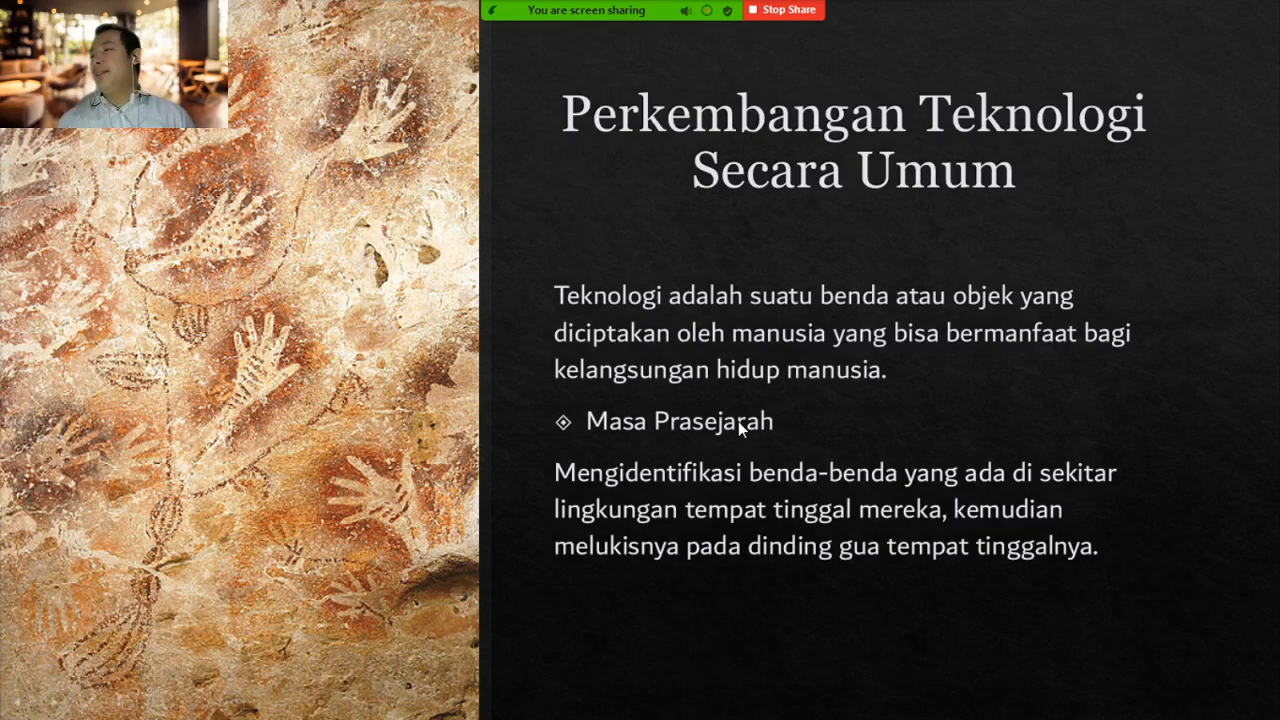 You are screen sharing
Stop Share
Perkembangan Teknologi
Secara Umum
Teknologi adalah suatu benda atau objek yang
diciptakan oleh manusia yang bisa bermanfaat bagi
kelangsungan hidup manusia.
Masa Prasejarah
Mengidentifikasi benda-benda yang ada di sekitar
lingkungan tempat tinggal mereka, kemudian
melukisnya pada dinding gua tempat tinggalnya.